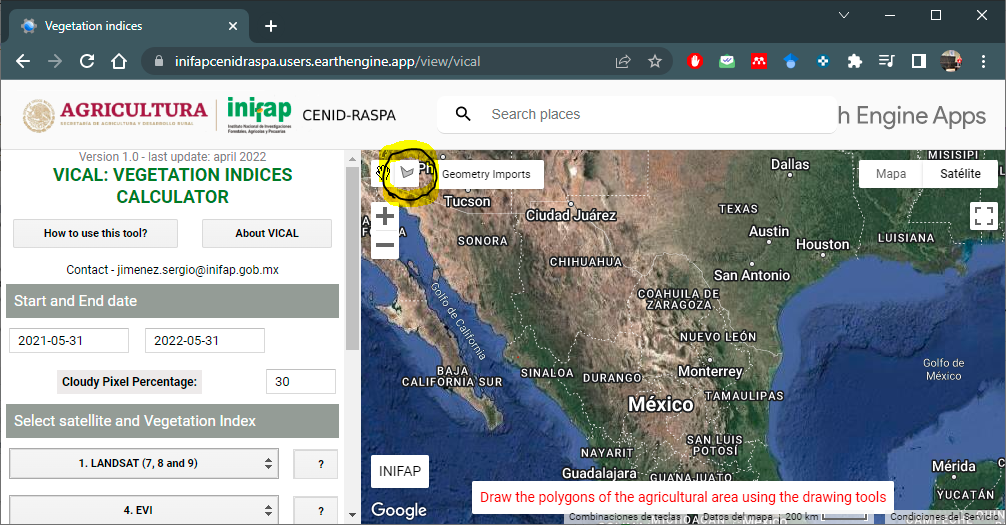 Vegetation indices
inifapcenidraspa.users.earthengine.app/view/vical
AGRICULTURA
SECRETARÍA DE AGRICULTURA Y DESARROLLO RURAL
inifap
Instituto Nacional de Investigaciones
Forestales, Agrícolas y Pecuarias
CENID-RASPA
Search places
h Engine Apps
Version 1.0 - last update: april 2022
VICAL: VEGETATION INDICES
CALCULATOR
How to use this tool?
About VICAL
Contact - jimenez.sergio@inifap.gob.mx
Start and End date
2021-05-31
2022-05-31
Cloudy Pixel Percentage:
30
Select satellite and Vegetation Index
1. LANDSAT (7, 8 and 9)
?
4. EVI
?
Ph
Geometry Imports
Mapa
Satélite
MISISIPI
Dallas
Tucson
Ciudad Juárez
TEXAS
SONORA
Austin
LUISIANA
Houston
CHIHUAHUA
San Antonio
BAJA CALIFORNIA
Golfo de California
COAHUILA DE
ZARAGOZA
NUEVO LEÓN
Golfo de
México
BAJA
CALIFORNIA SUR
SINALOA
DURANGO
Monterrey
TAMAULIPAS
México
SAN LUIS
POTOSÍ
NAYARIT
INIFAP
Guadalajara
GUANAJUATO
Mérida
YUCATÁN
Draw the polygons of the agricultural area using the drawing tools
Google
Combinaciones de teclas
Datos del mapa
200 km
Condiciones del Servicio